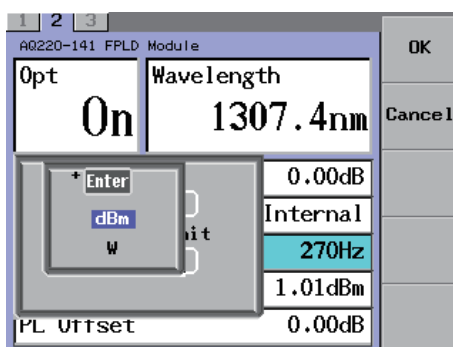 1 2 3
AQ220-141 FPLD Module
OK
Opt
On
Wavelength
1307.4nm
Cancel
+ Enter
dBm
W
0.00dB
Internal
270Hz
1.01dBm
PL Offset 0.00dB